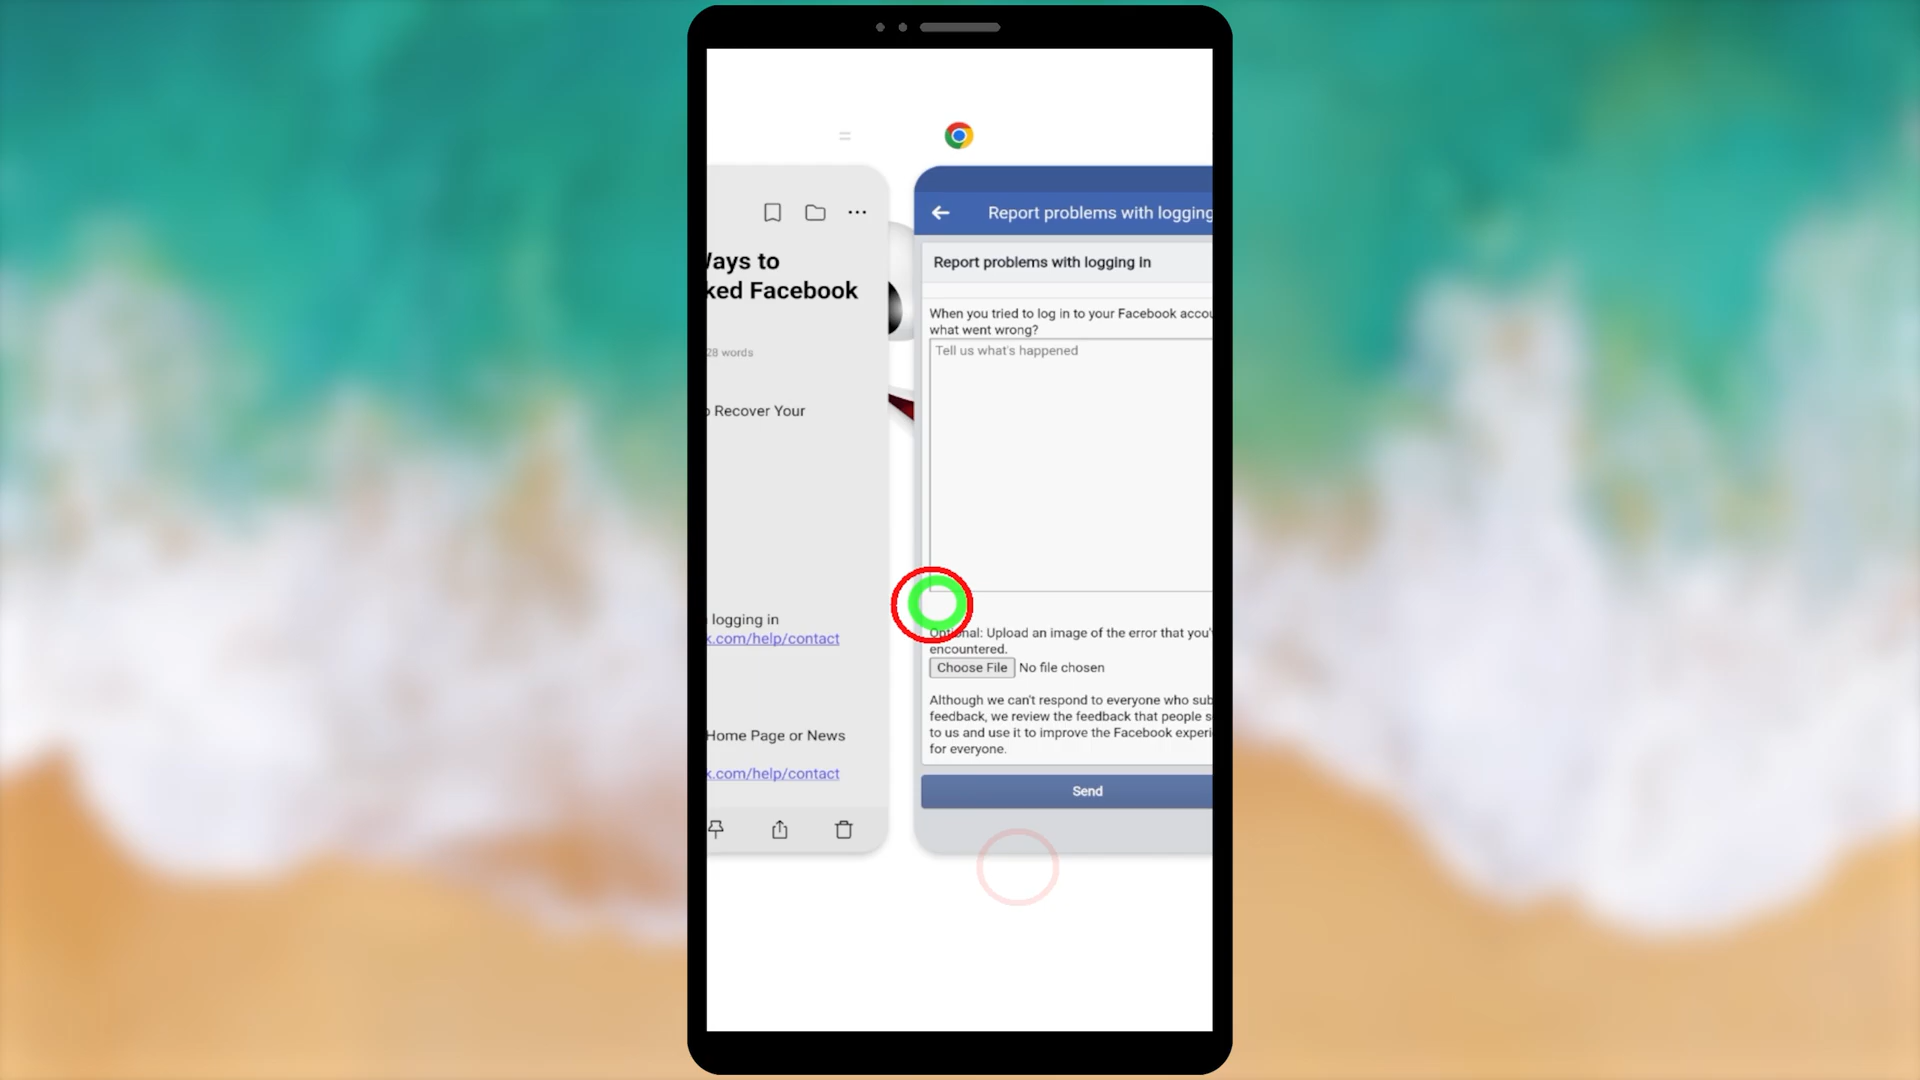 Ways to
ked Facebook
28 words
Recover Your
logging in
k.com/help/contact
Home Page or News
k.com/help/contact
Report problems with logging
Report problems with logging in
When you tried to log in to your Facebook accou
what went wrong?
Tell us what's happened
Optional: Upload an image of the error that you'
encountered.
Choose File No file chosen
Although we can't respond to everyone who sub
feedback, we review the feedback that people s
to us and use it to improve the Facebook experi
for everyone.
Send